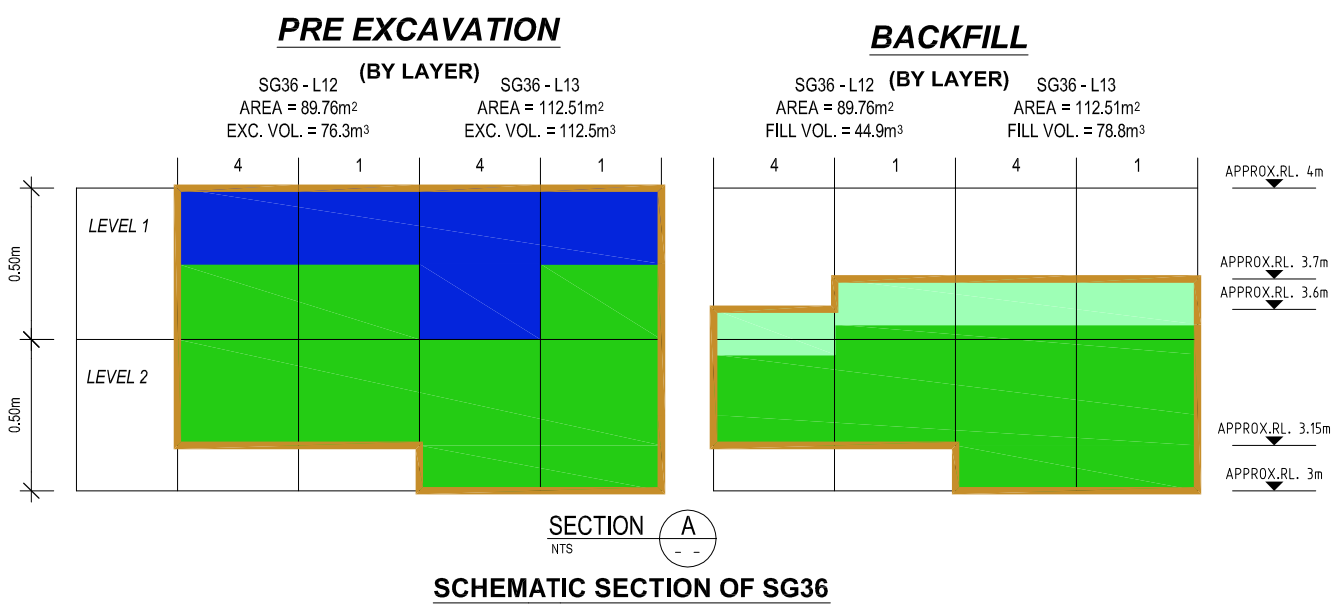 PRE EXCAVATION
(BY LAYER)
SG36 - L12
AREA = 89.76m²
EXC. VOL. = 76.3m³
SG36 - L13
AREA = 112.51m²
EXC. VOL. = 112.5m³
4 1 4 1
LEVEL 1
LEVEL 2
0.50m
0.50m
BACKFILL
(BY LAYER)
SG36 - L12
AREA = 89.76m²
FILL VOL. = 44.9m³
SG36 - L13
AREA = 112.51m²
FILL VOL. = 78.8m³
4 1 4 1
APPROX.RL. 4m
APPROX.RL. 3.7m
APPROX.RL. 3.6m
APPROX.RL. 3.15m
APPROX.RL. 3m
SECTION A
NTS - -
SCHEMATIC SECTION OF SG36